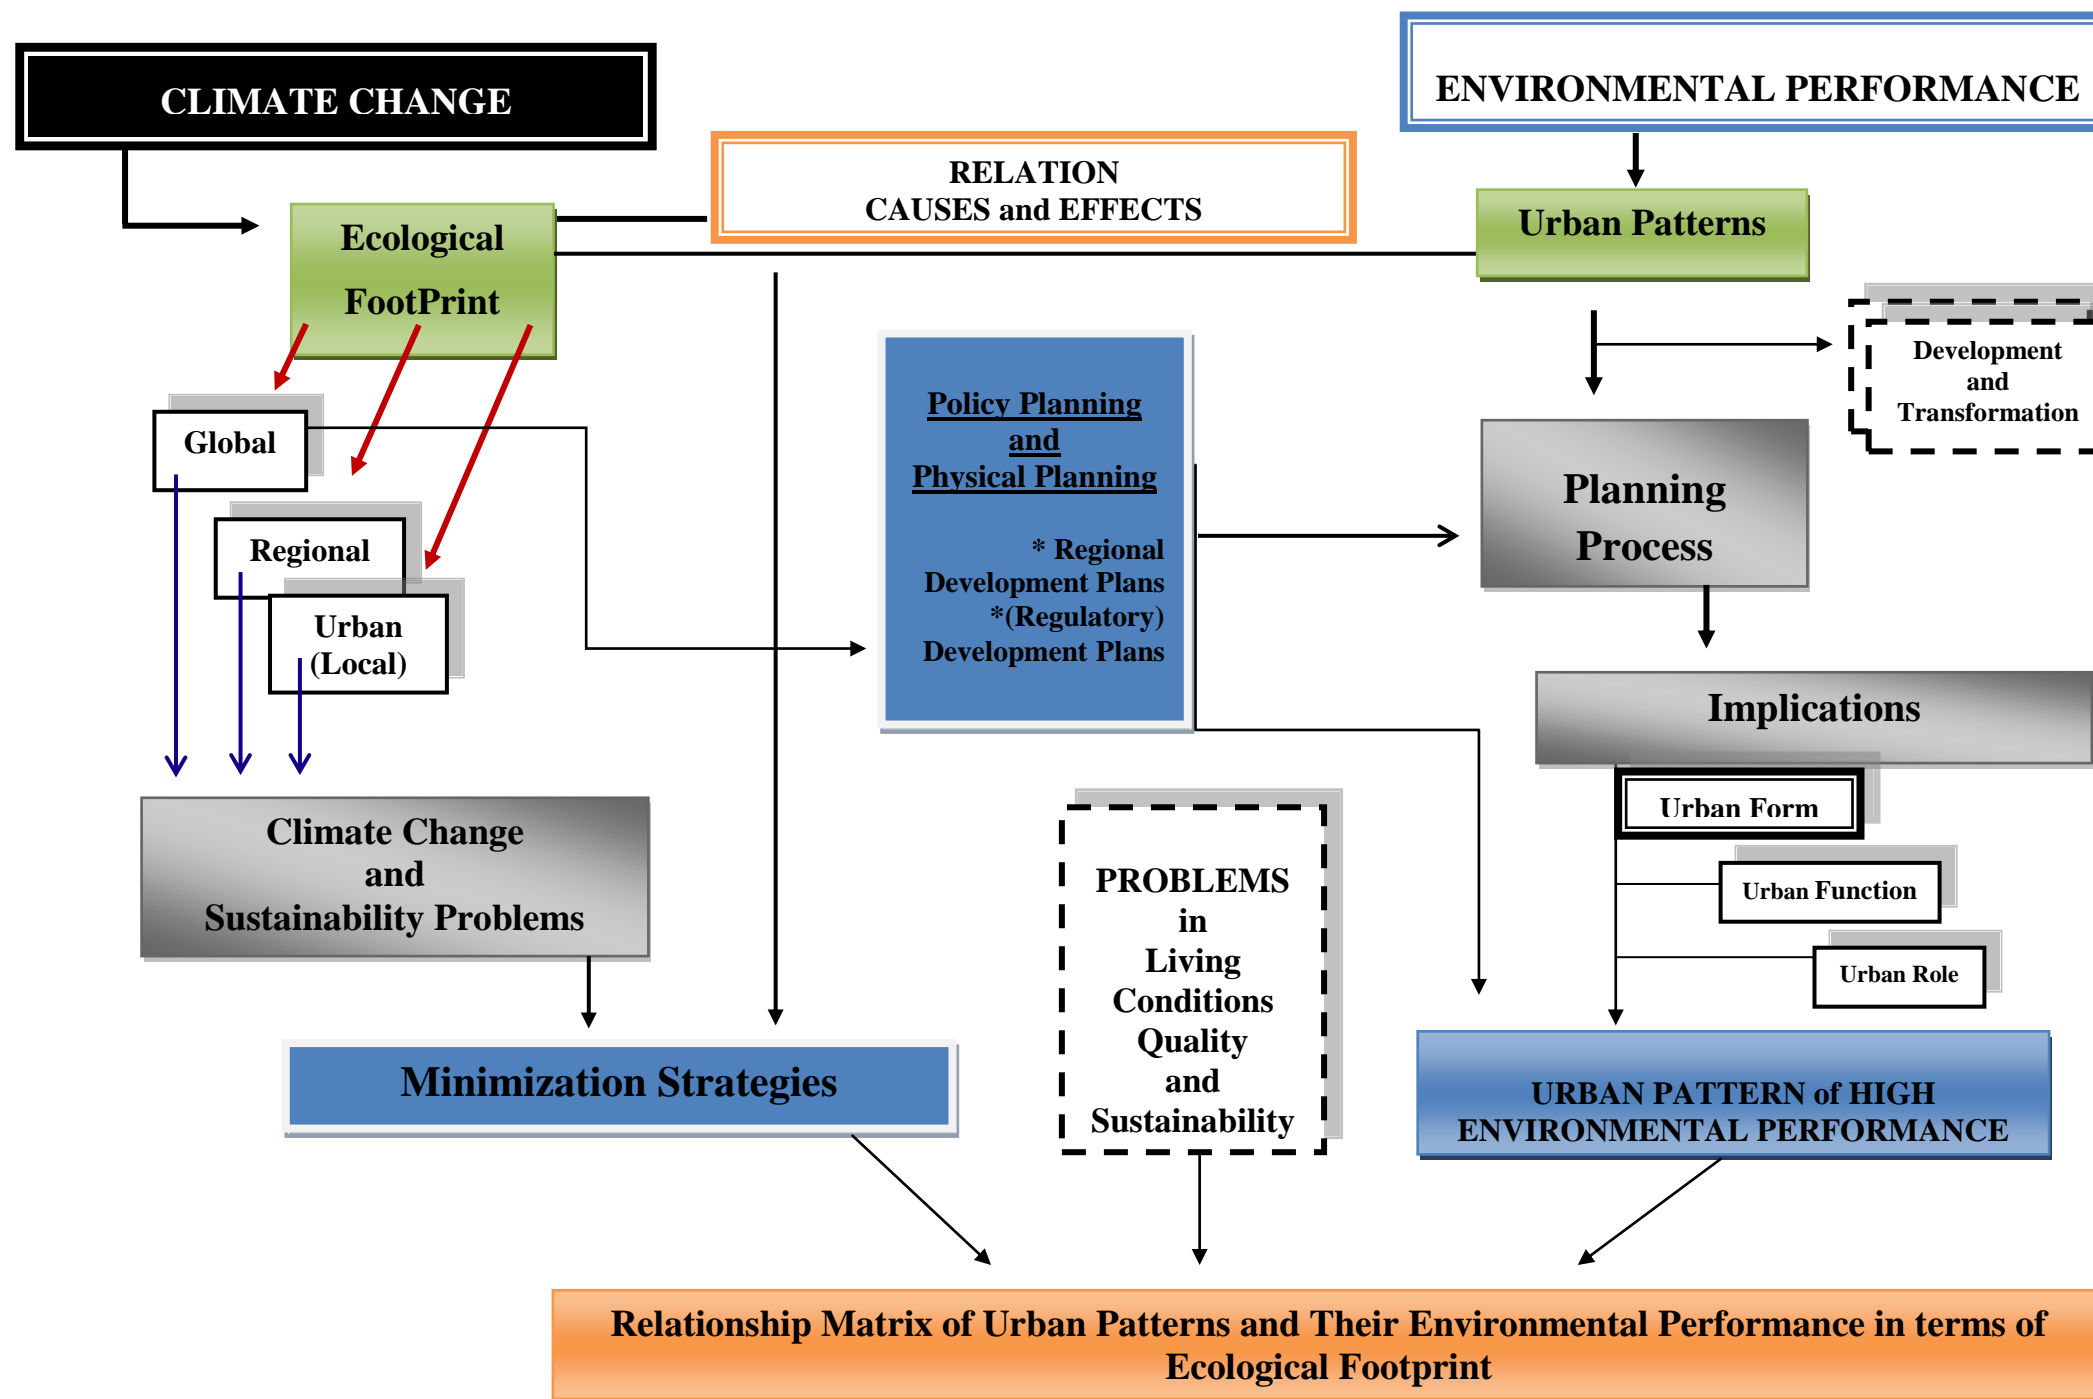 CLIMATE CHANGE
ENVIRONMENTAL PERFORMANCE
RELATION
CAUSES and EFFECTS
Ecological
FootPrint
Urban Patterns
Development
and
Transformation
Global
Regional
Urban
(Local)
Policy Planning
and
Physical Planning
* Regional
Development Plans
*(Regulatory)
Development Plans
Planning
Process
Implications
Urban Form
Urban Function
Urban Role
Climate Change
and
Sustainability Problems
PROBLEMS
in
Living
Conditions
Quality
and
Sustainability
Minimization Strategies
URBAN PATTERN of HIGH
ENVIRONMENTAL PERFORMANCE
Relationship Matrix of Urban Patterns and Their Environmental Performance in terms of
Ecological Footprint